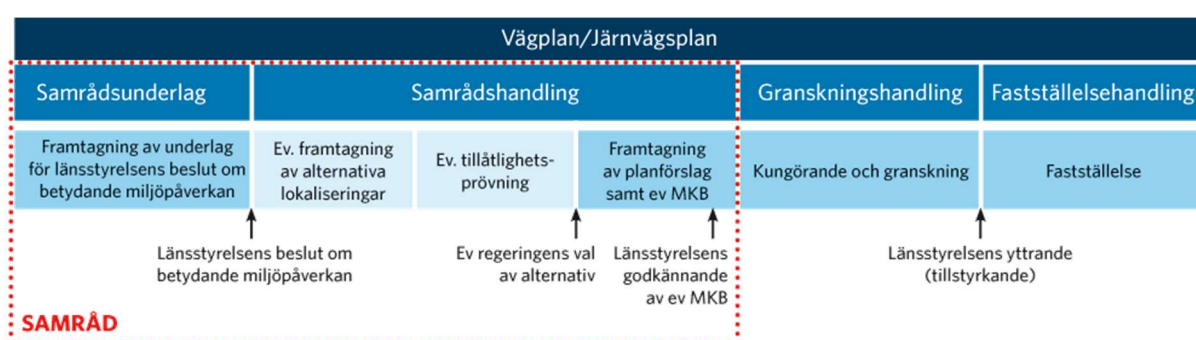 Vägplan/Järnvägsplan
Samrådsunderlag
Samrådshandling
Granskningshandling
Fastställelsehandling
Framtagning av underlag
för länsstyrelsens beslut om
betydande miljöpåverkan
Ev. framtagning
av alternativa
lokaliseringar
Ev. tillåtlighets-
prövning
Framtagning
av planförslag
samt ev MKB
Kungörande och granskning
Fastställelse
Länsstyrelsens beslut om
betydande miljöpåverkan
Ev regeringens val
av alternativ
Länsstyrelsens
godkännande
av ev MKB
Länsstyrelsens yttrande
(tillstyrkande)
SAMRÅD